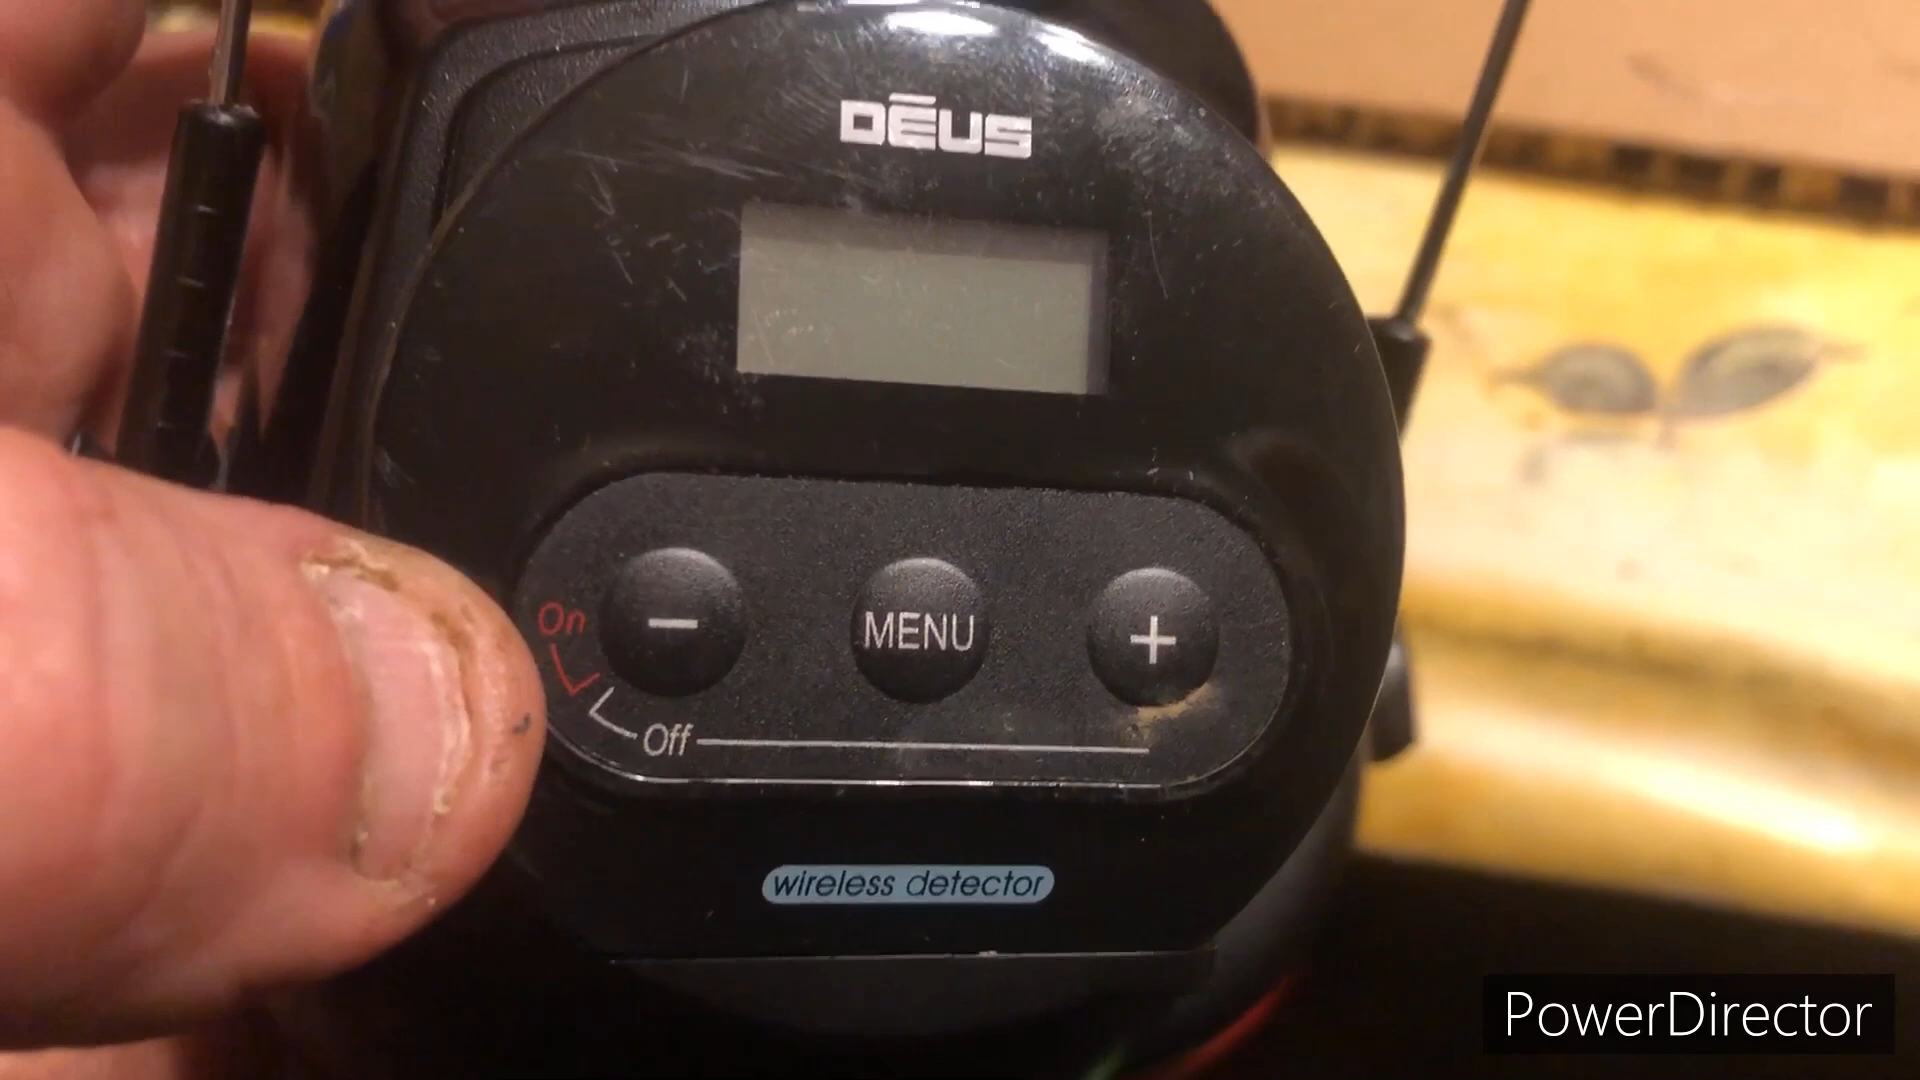 DĒUS
−
MENU
+
On
Off
wireless detector
PowerDirector